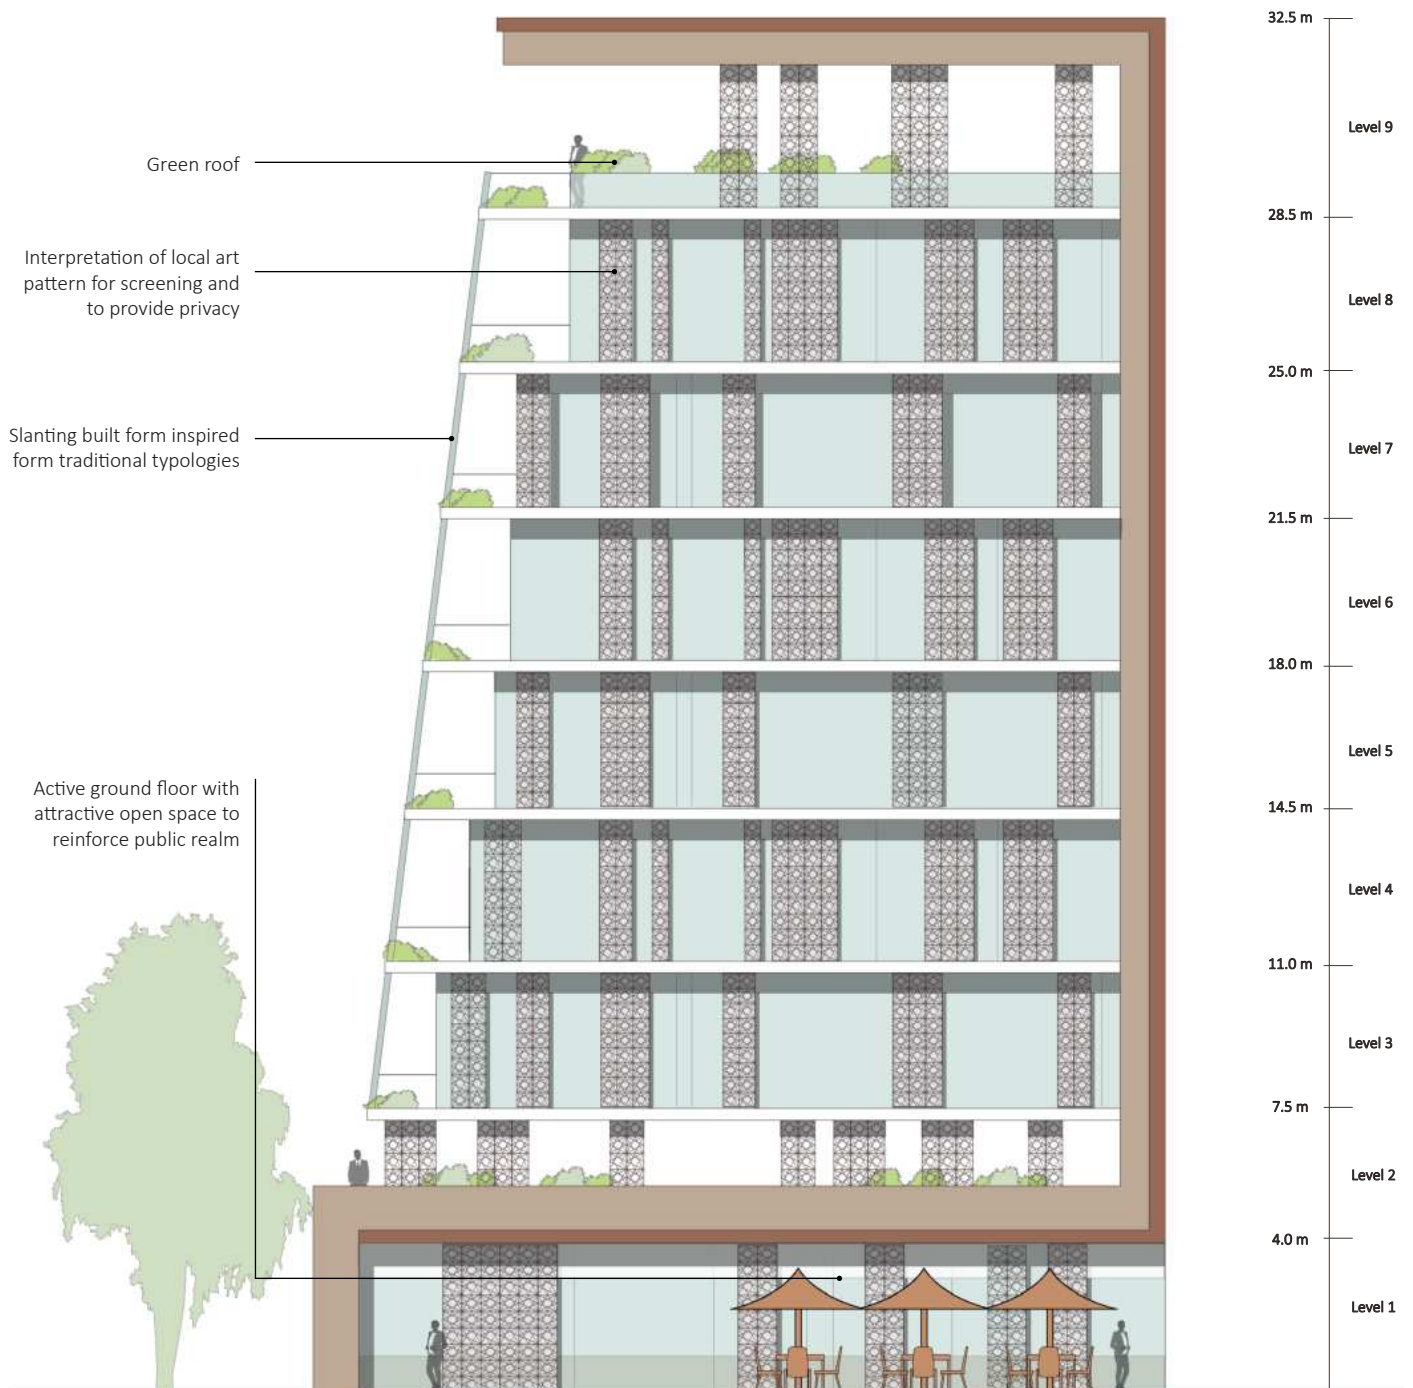 32.5 m
Level 9
Green roof
28.5 m
Interpretation of local art
pattern for screening and
to provide privacy
Level 8
25.0 m
Slanting built form inspired
form traditional typologies
Level 7
21.5 m
Level 6
18.0 m
Level 5
Active ground floor with
attractive open space to
reinforce public realm
14.5 m
Level 4
11.0 m
Level 3
7.5 m
Level 2
4.0 m
Level 1